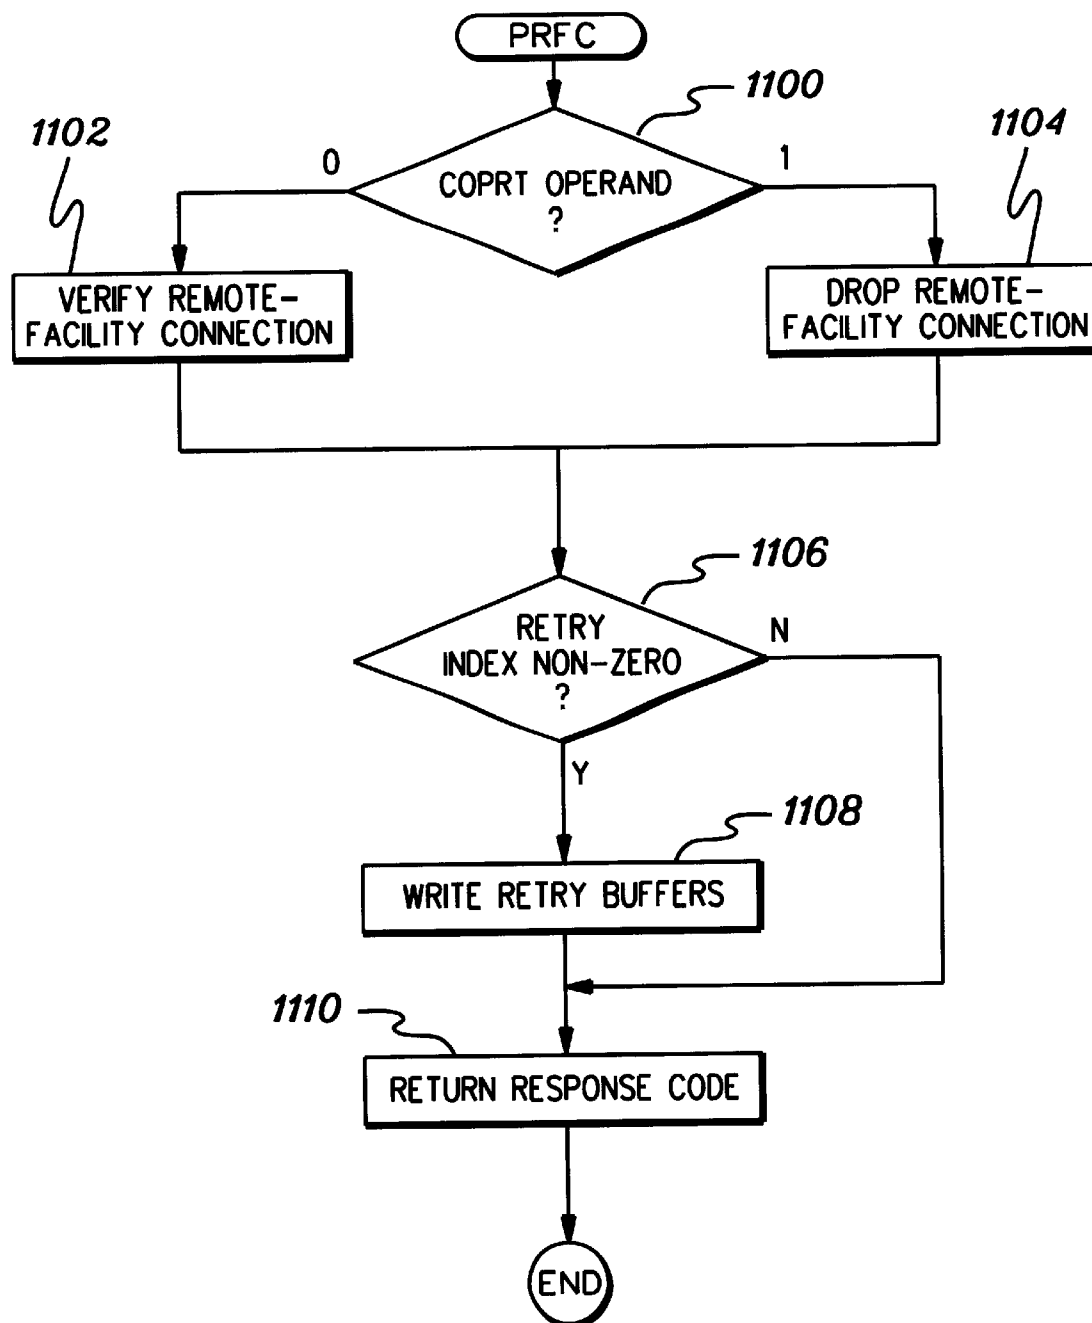 PRFC
1100
1102
1104
0
1
COPRT OPERAND
?
VERIFY REMOTE-
FACILITY CONNECTION
DROP REMOTE-
FACILITY CONNECTION
1106
RETRY
INDEX NON-ZERO
?
N
Y
1108
WRITE RETRY BUFFERS
1110
RETURN RESPONSE CODE
END